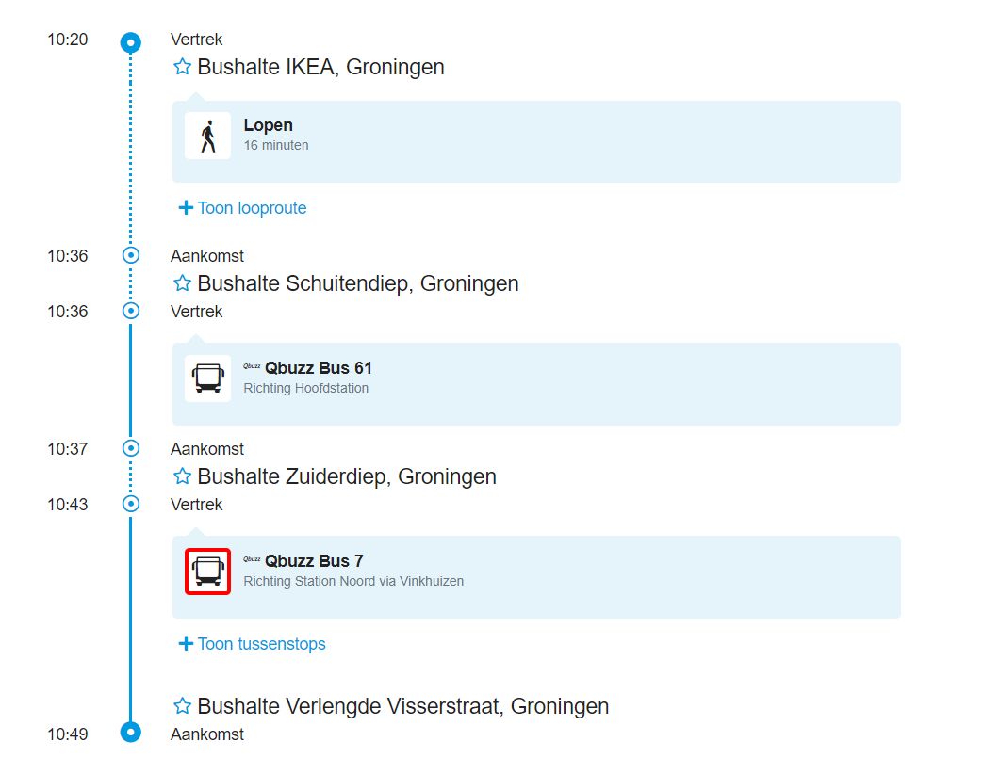 10:20 Vertrek
Bushalte IKEA, Groningen
Lopen
16 minuten
Toon looproute
10:36 Aankomst
Bushalte Schuitendiep, Groningen
10:36 Vertrek
Qbuzz Qbuzz Bus 61
Richting Hoofdstation
10:37 Aankomst
Bushalte Zuiderdiep, Groningen
10:43 Vertrek
Qbuzz Qbuzz Bus 7
Richting Station Noord via Vinkhuizen
Toon tussenstops
Bushalte Verlengde Visserstraat, Groningen
10:49 Aankomst